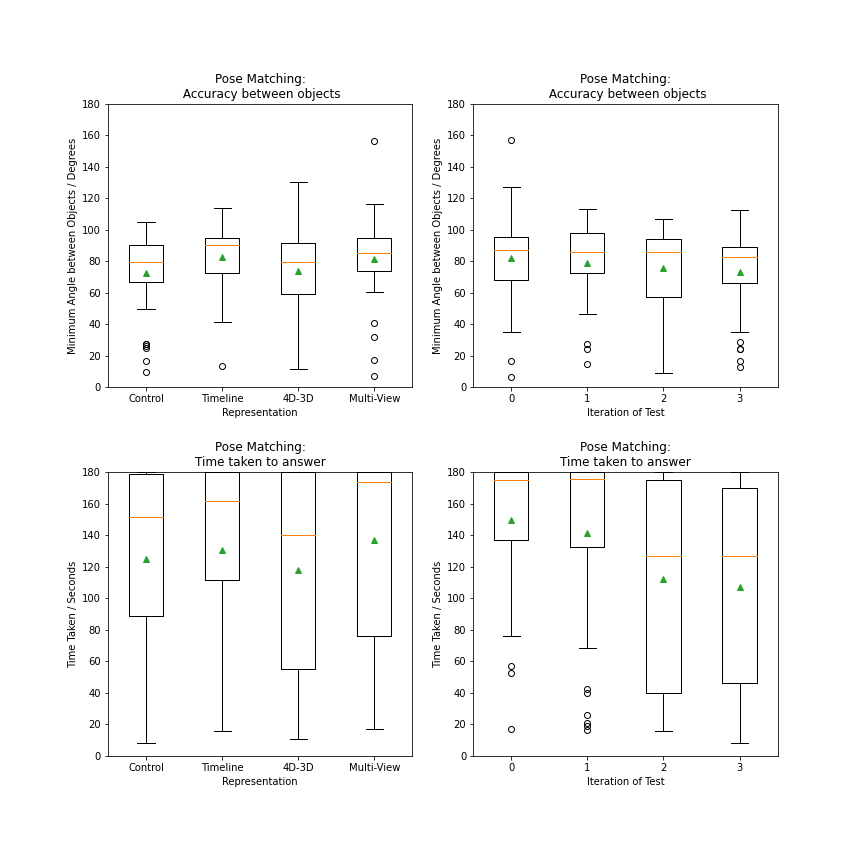 Pose Matching:
Accuracy between objects
Minimum Angle between Objects / Degrees
180
160
140
120
100
80
60
40
20
0
Control Timeline 4D-3D Multi-View
Representation
Pose Matching:
Accuracy between objects
Minimum Angle between Objects / Degrees
180
160
140
120
100
80
60
40
20
0
0 1 2 3
Iteration of Test
Pose Matching:
Time taken to answer
Time Taken / Seconds
180
160
140
120
100
80
60
40
20
0
Control Timeline 4D-3D Multi-View
Representation
Pose Matching:
Time taken to answer
Time Taken / Seconds
180
160
140
120
100
80
60
40
20
0
0 1 2 3
Iteration of Test